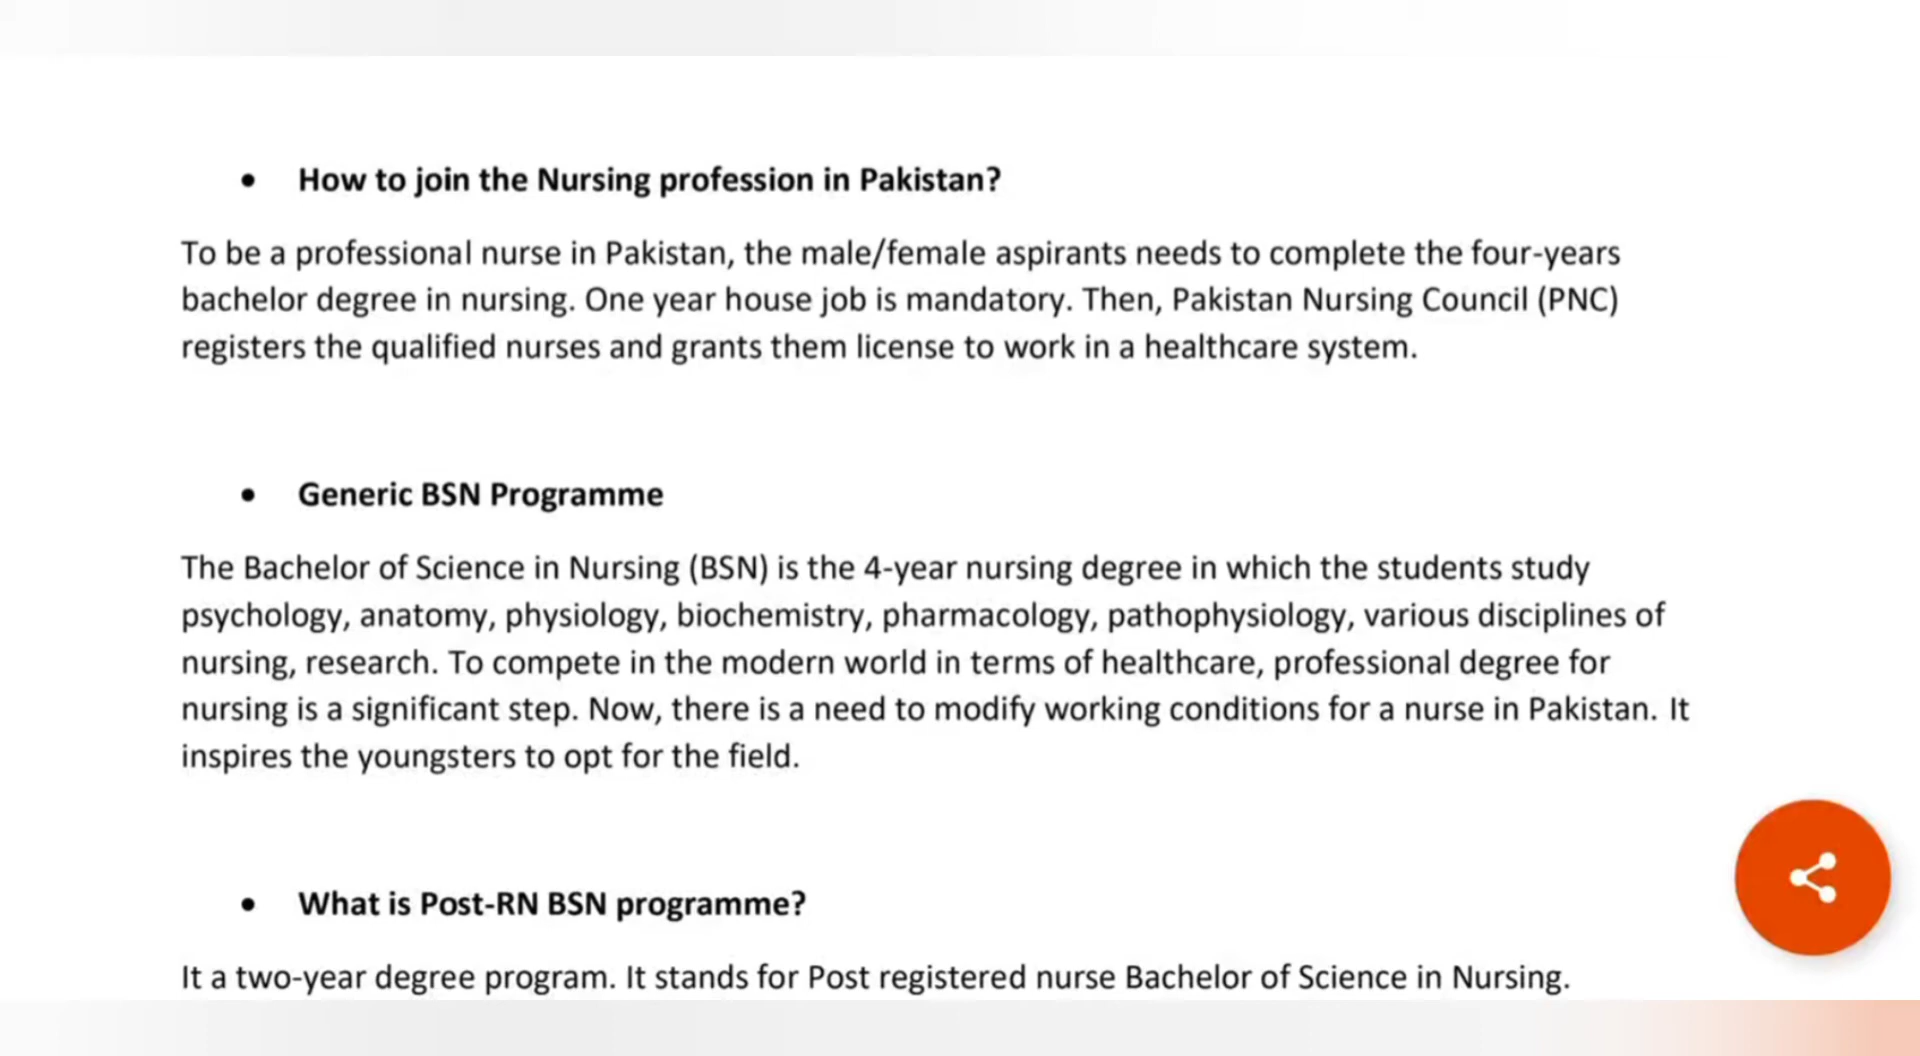 • How to join the Nursing profession in Pakistan?
To be a professional nurse in Pakistan, the male/female aspirants needs to complete the four-years
bachelor degree in nursing. One year house job is mandatory. Then, Pakistan Nursing Council (PNC)
registers the qualified nurses and grants them license to work in a healthcare system.
• Generic BSN Programme
The Bachelor of Science in Nursing (BSN) is the 4-year nursing degree in which the students study
psychology, anatomy, physiology, biochemistry, pharmacology, pathophysiology, various disciplines of
nursing, research. To compete in the modern world in terms of healthcare, professional degree for
nursing is a significant step. Now, there is a need to modify working conditions for a nurse in Pakistan. It
inspires the youngsters to opt for the field.
• What is Post-RN BSN programme?
It a two-year degree program. It stands for Post registered nurse Bachelor of Science in Nursing.